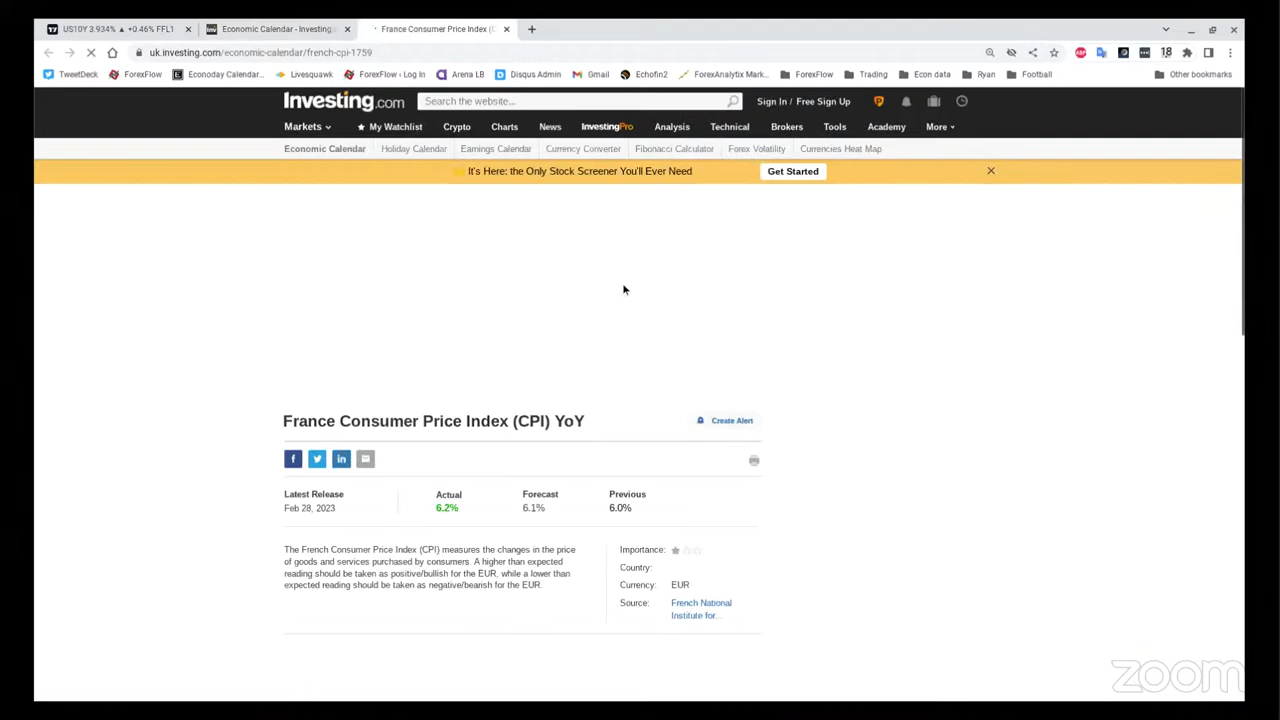 US10Y 3.934% ▲ +0.46% FFL1
Economic Calendar - Investing.
France Consumer Price Index (
uk.investing.com/economic-calendar/french-cpi-1759
TweetDeck ForexFlow Econoday Calendar... Livesquawk ForexFlow ‹ Log In Arena LB Disqus Admin Gmail Echofin2 ForexAnalytix Mark... ForexFlow Trading Econ data Ryan Football Other bookmarks
Investing.com Search the website... Sign In / Free Sign Up
Markets My Watchlist Crypto Charts News InvestingPro Analysis Technical Brokers Tools Academy More
Economic Calendar Holiday Calendar Earnings Calendar Currency Converter Fibonacci Calculator Forex Volatility Currencies Heat Map
It's Here: the Only Stock Screener You'll Ever Need Get Started
France Consumer Price Index (CPI) YoY Create Alert
Latest Release Actual Forecast Previous
Feb 28, 2023 6.2% 6.1% 6.0%
The French Consumer Price Index (CPI) measures the changes in the price
of goods and services purchased by consumers. A higher than expected
reading should be taken as positive/bullish for the EUR, while a lower than
expected reading should be taken as negative/bearish for the EUR.
Importance:
Country:
Currency: EUR
Source: French National
Institute for...
zoom